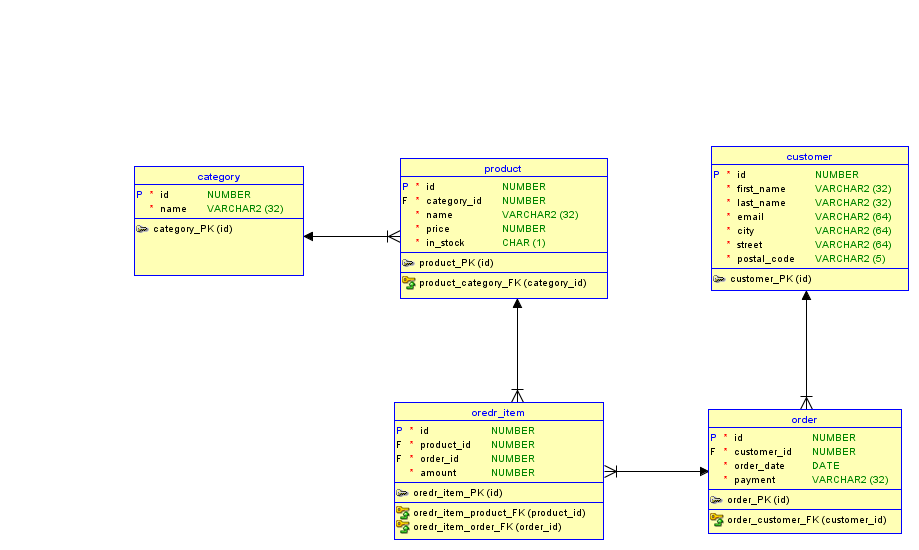 category
P * id NUMBER
* name VARCHAR2 (32)
category_PK (id)
product
P * id NUMBER
F * category_id NUMBER
* name VARCHAR2 (32)
* price NUMBER
* in_stock CHAR (1)
product_PK (id)
product_category_FK (category_id)
customer
P * id NUMBER
* first_name VARCHAR2 (32)
* last_name VARCHAR2 (32)
* email VARCHAR2 (64)
* city VARCHAR2 (64)
* street VARCHAR2 (64)
* postal_code VARCHAR2 (5)
customer_PK (id)
oredr_item
P * id NUMBER
F * product_id NUMBER
F * order_id NUMBER
* amount NUMBER
oredr_item_PK (id)
oredr_item_product_FK (product_id)
oredr_item_order_FK (order_id)
order
P * id NUMBER
F * customer_id NUMBER
* order_date DATE
* payment VARCHAR2 (32)
order_PK (id)
order_customer_FK (customer_id)